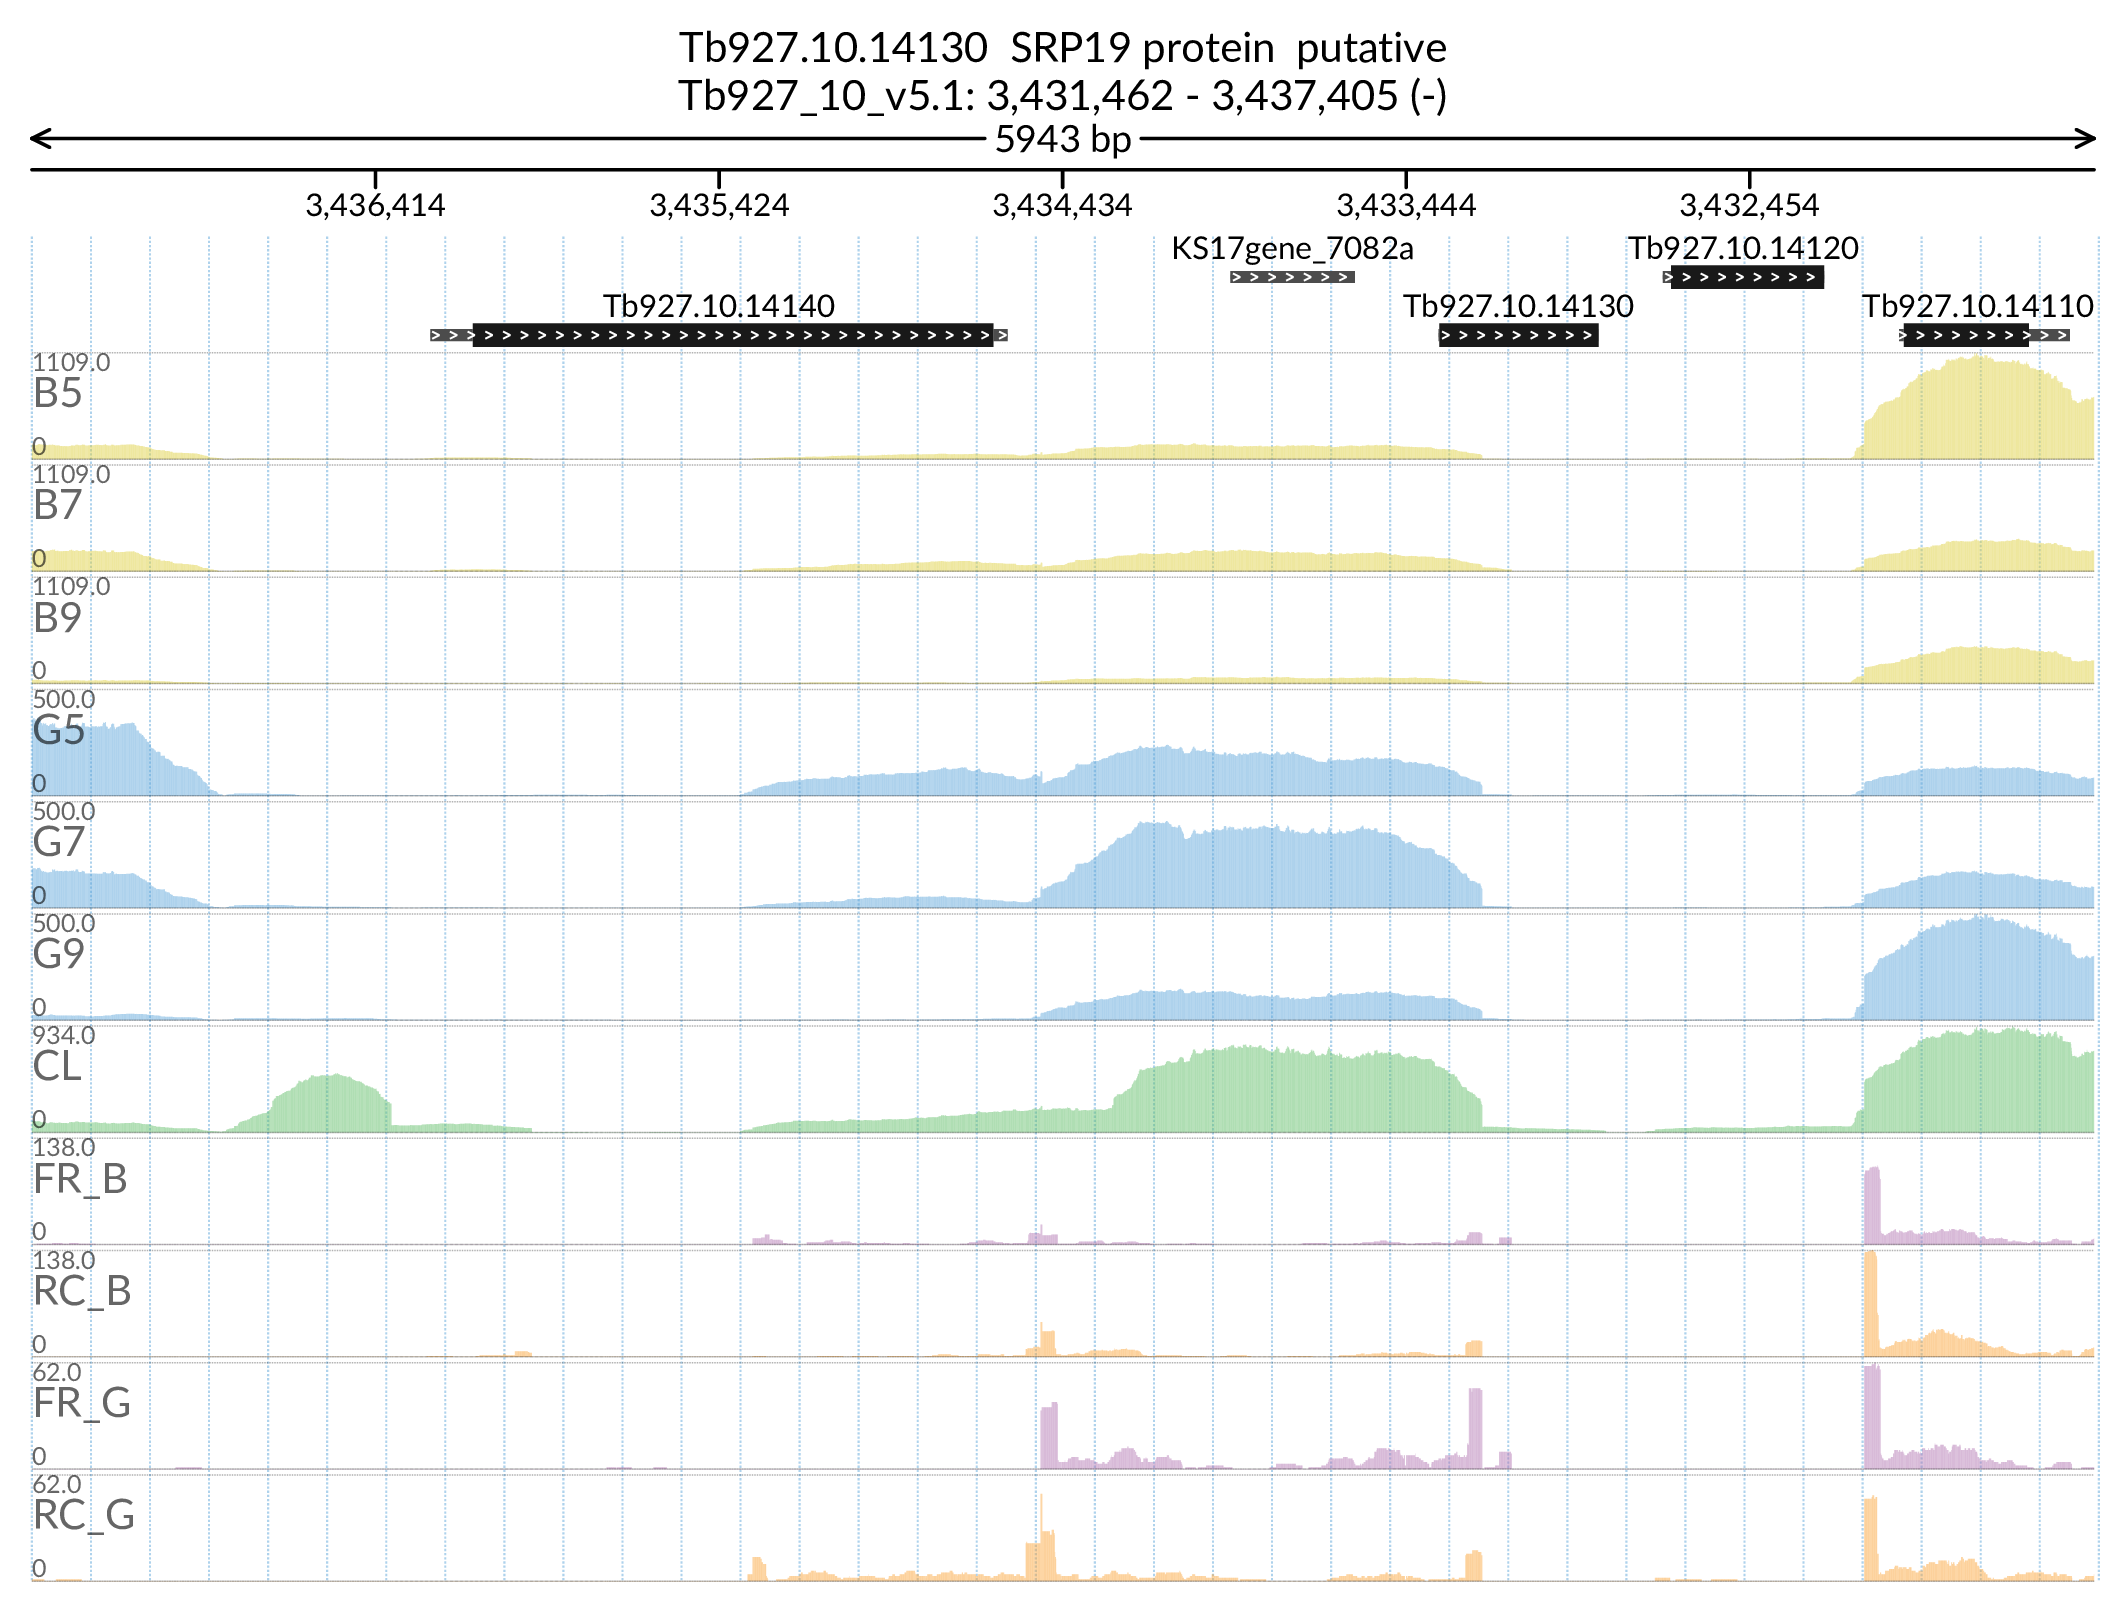 Tb927.10.14130  SRP19 protein  putative
Tb927_10_v5.1: 3,431,462 - 3,437,405 (-)
5943 bp
3,436,414 3,435,424 3,434,434 3,433,444 3,432,454
KS17gene_7082a Tb927.10.14120
Tb927.10.14140 Tb927.10.14130 Tb927.10.14110
1109.0
B5
0
1109.0
B7
0
1109.0
B9
0
500.0
G5
0
500.0
G7
0
500.0
G9
0
934.0
CL
0
138.0
FR_B
0
138.0
RC_B
0
62.0
FR_G
0
62.0
RC_G
0